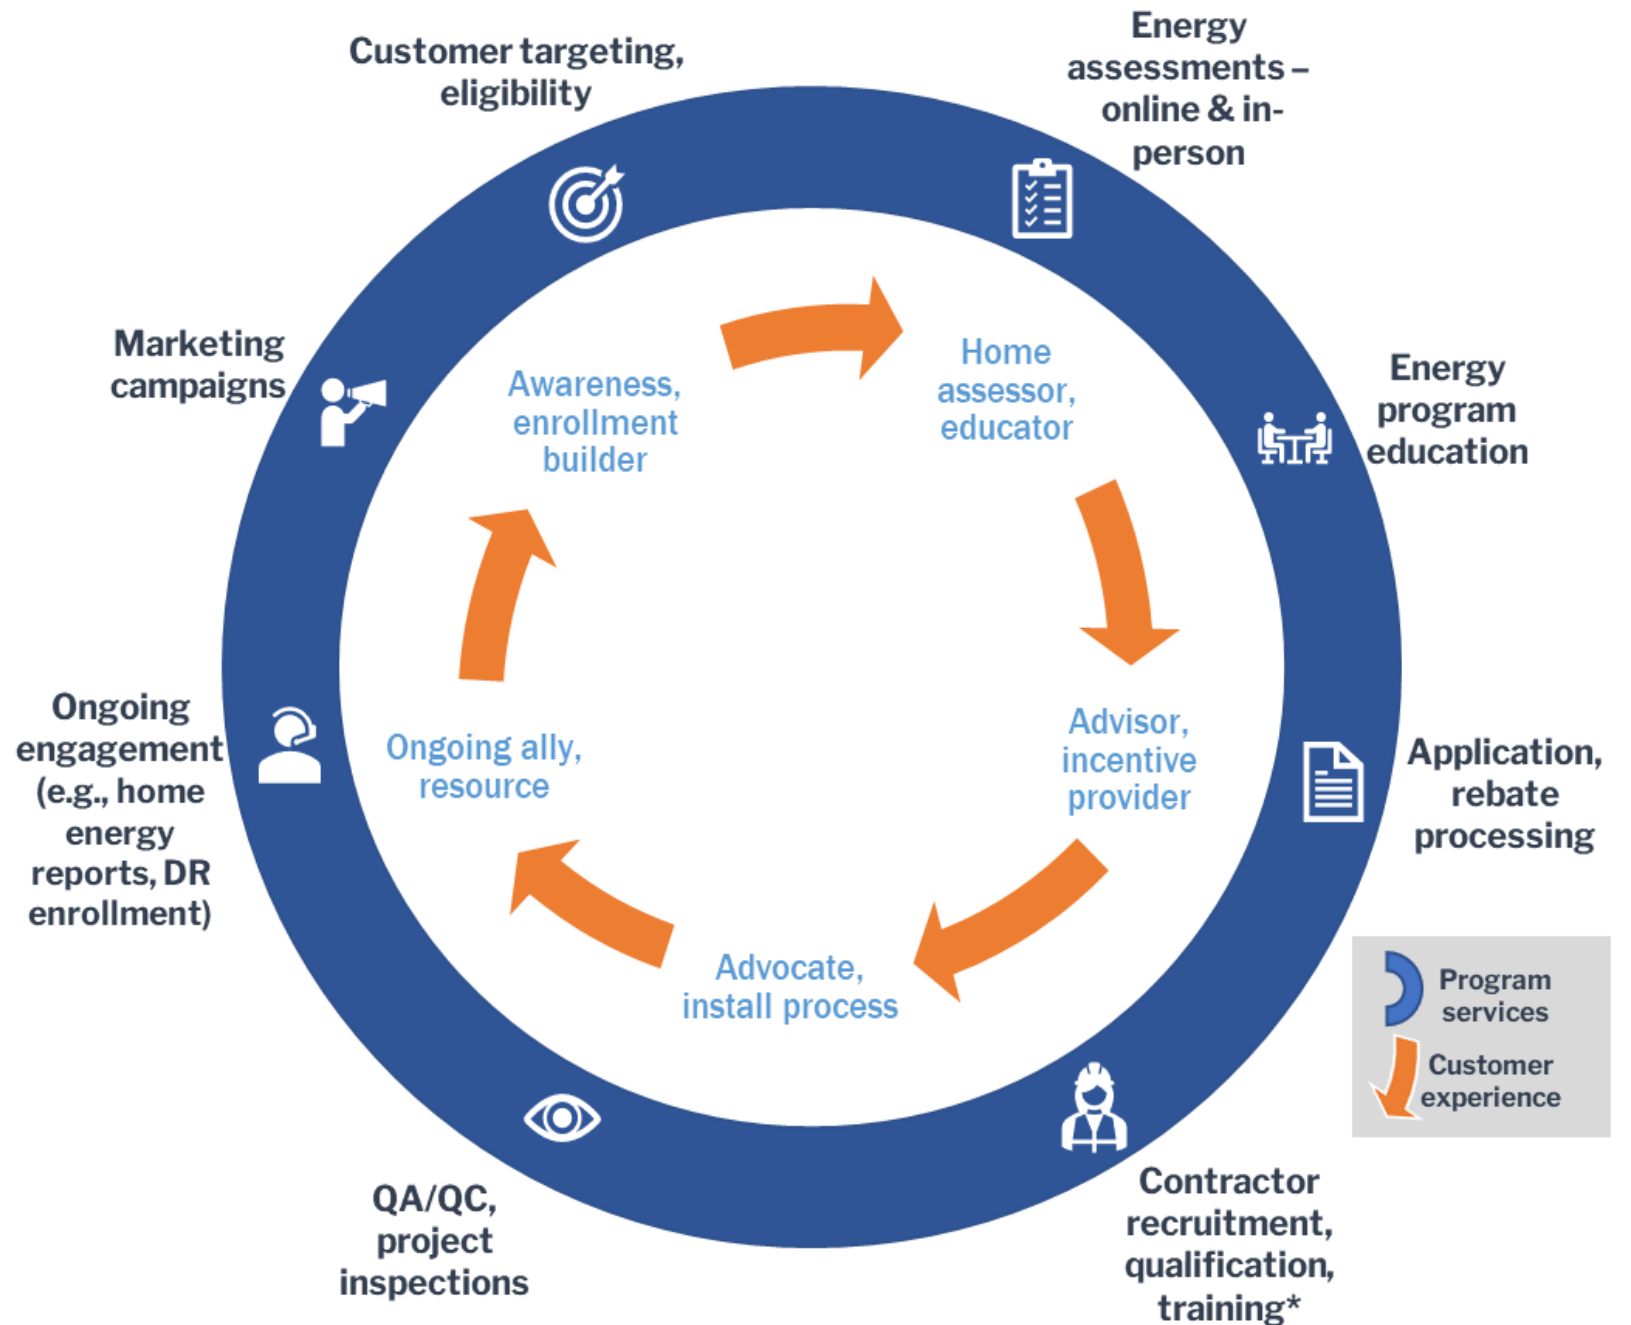 Customer targeting,
eligibility
Energy
assessments –
online & in-
person
Marketing
campaigns
Energy
program
education
Awareness,
enrollment
builder
Home
assessor,
educator
Ongoing
engagement
(e.g., home
energy
reports, DR
enrollment)
Ongoing ally,
resource
Advisor,
incentive
provider
Application,
rebate
processing
Advocate,
install process
Program
services
Customer
experience
QA/QC,
project
inspections
Contractor
recruitment,
qualification,
training*